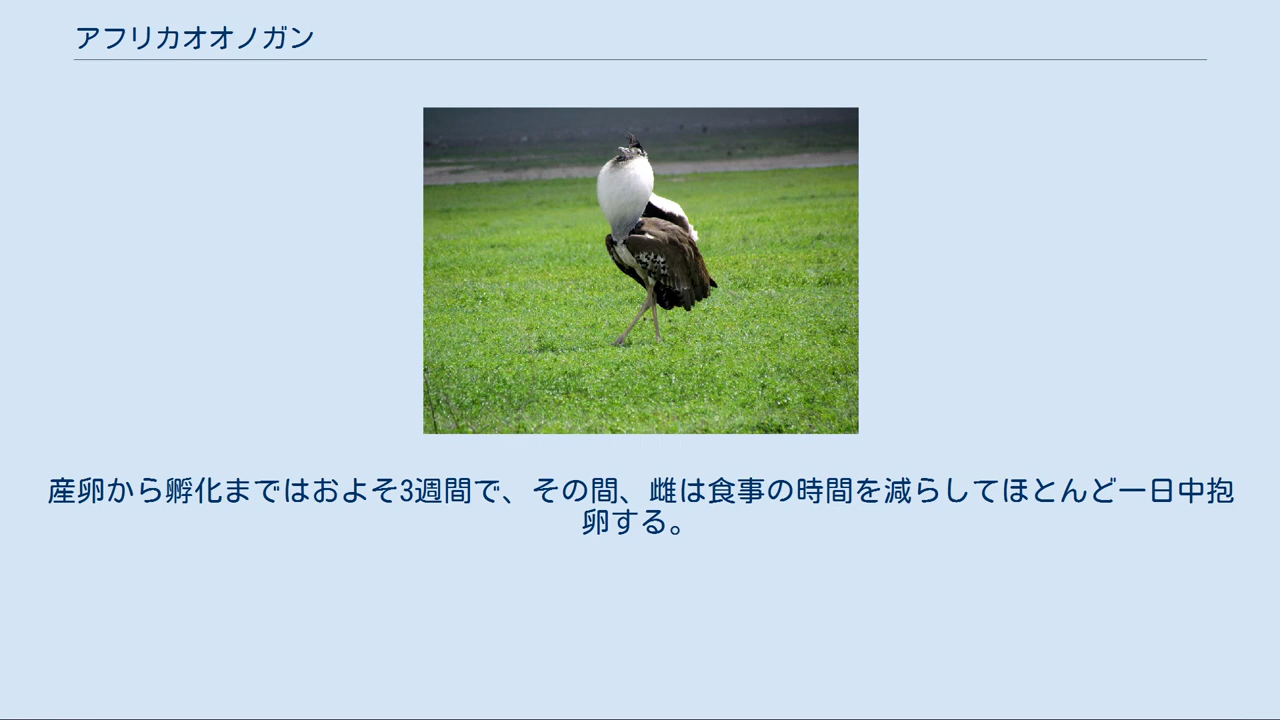 アフリカオオノガン
産卵から孵化まではおよそ3週間で、その間、雌は食事の時間を減らしてほとんど一日中抱
卵する。